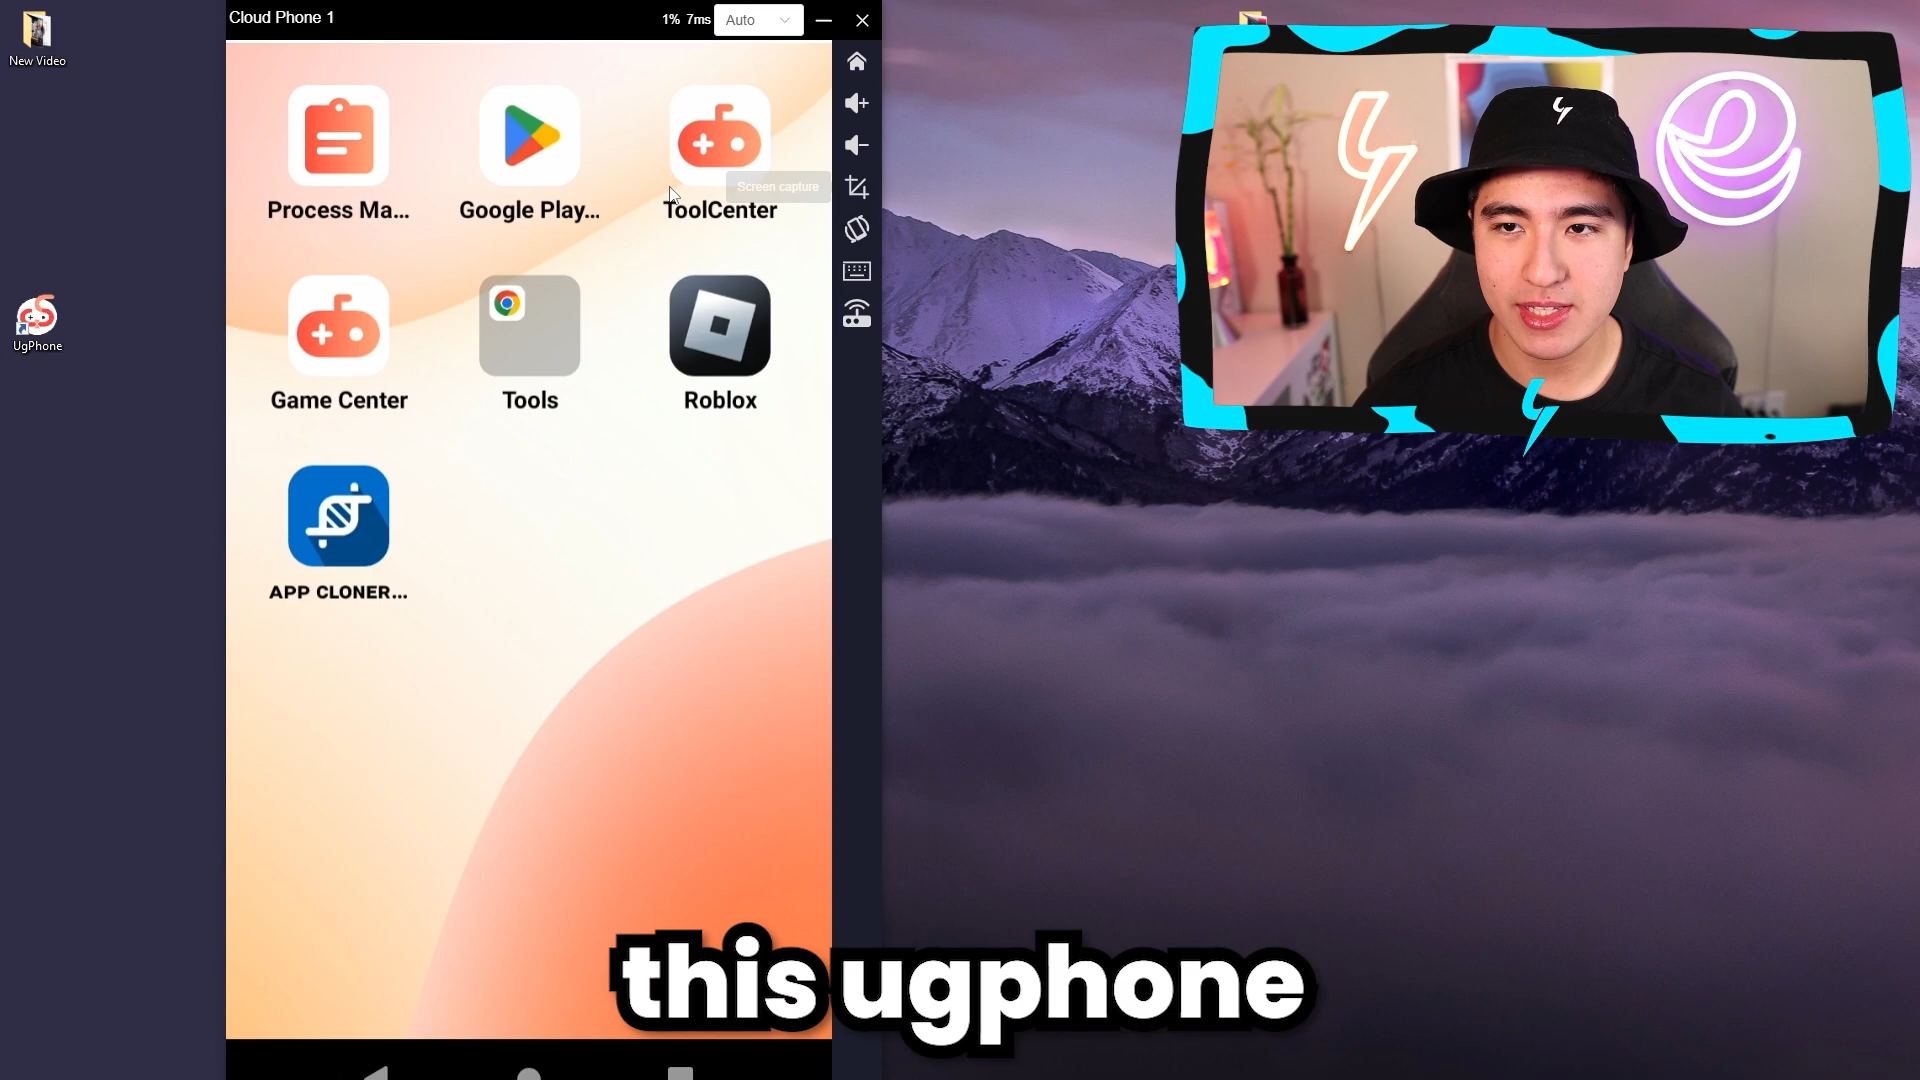 New Video
UgPhone
Cloud Phone 1
1% 7ms
Auto
Screen capture
Process Ma...
Google Play...
ToolCenter
Game Center
Tools
Roblox
APP CLONER...
this ugphone